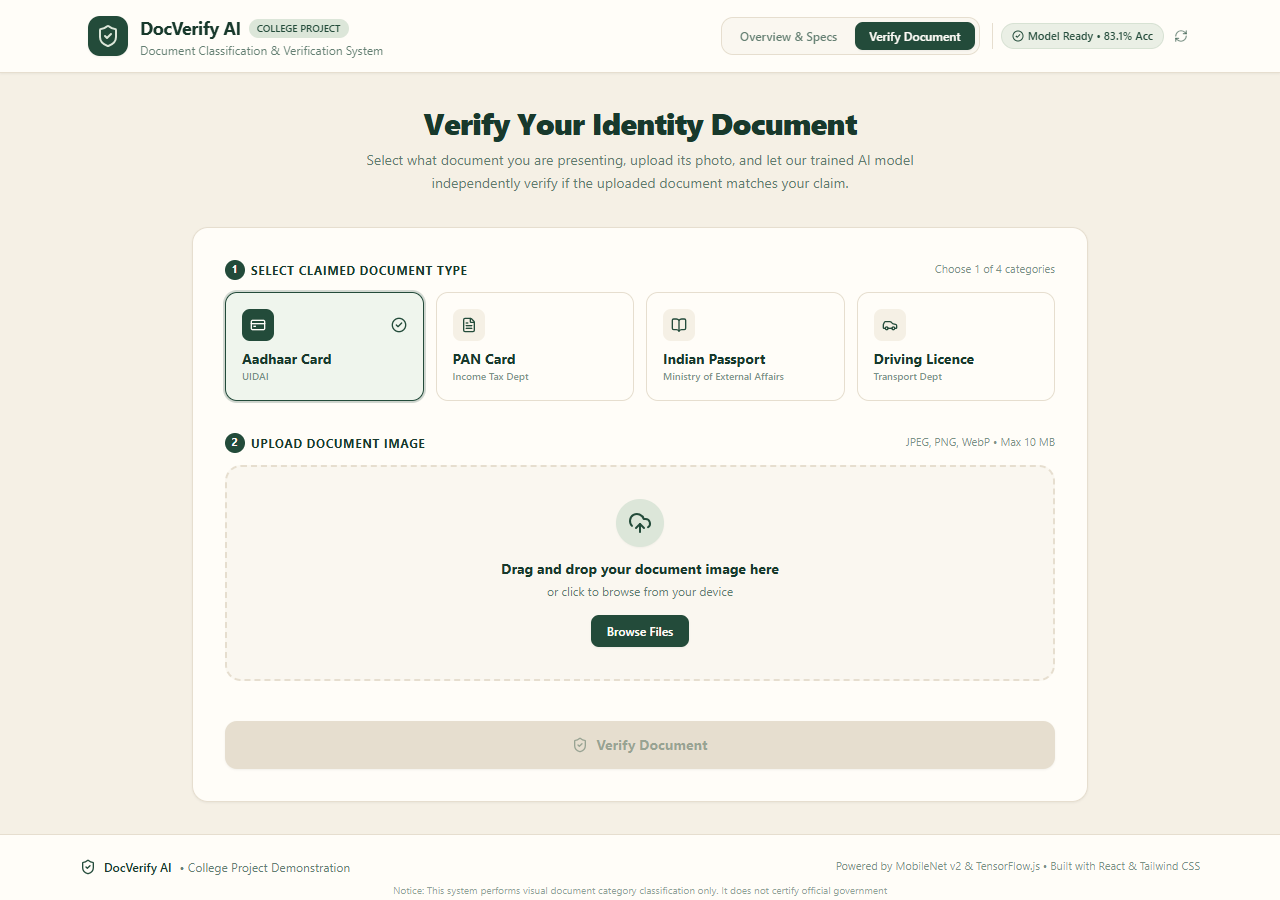 DocVerify AI COLLEGE PROJECT
Document Classification & Verification System
Overview & Specs
Verify Document
Model Ready • 83.1% Acc
Verify Your Identity Document
Select what document you are presenting, upload its photo, and let our trained AI model
independently verify if the uploaded document matches your claim.
1 SELECT CLAIMED DOCUMENT TYPE
Choose 1 of 4 categories
Aadhaar Card
UIDAI
PAN Card
Income Tax Dept
Indian Passport
Ministry of External Affairs
Driving Licence
Transport Dept
2 UPLOAD DOCUMENT IMAGE
JPEG, PNG, WebP • Max 10 MB
Drag and drop your document image here
or click to browse from your device
Browse Files
Verify Document
DocVerify AI • College Project Demonstration
Powered by MobileNet v2 & TensorFlow.js • Built with React & Tailwind CSS
Notice: This system performs visual document category classification only. It does not certify official government